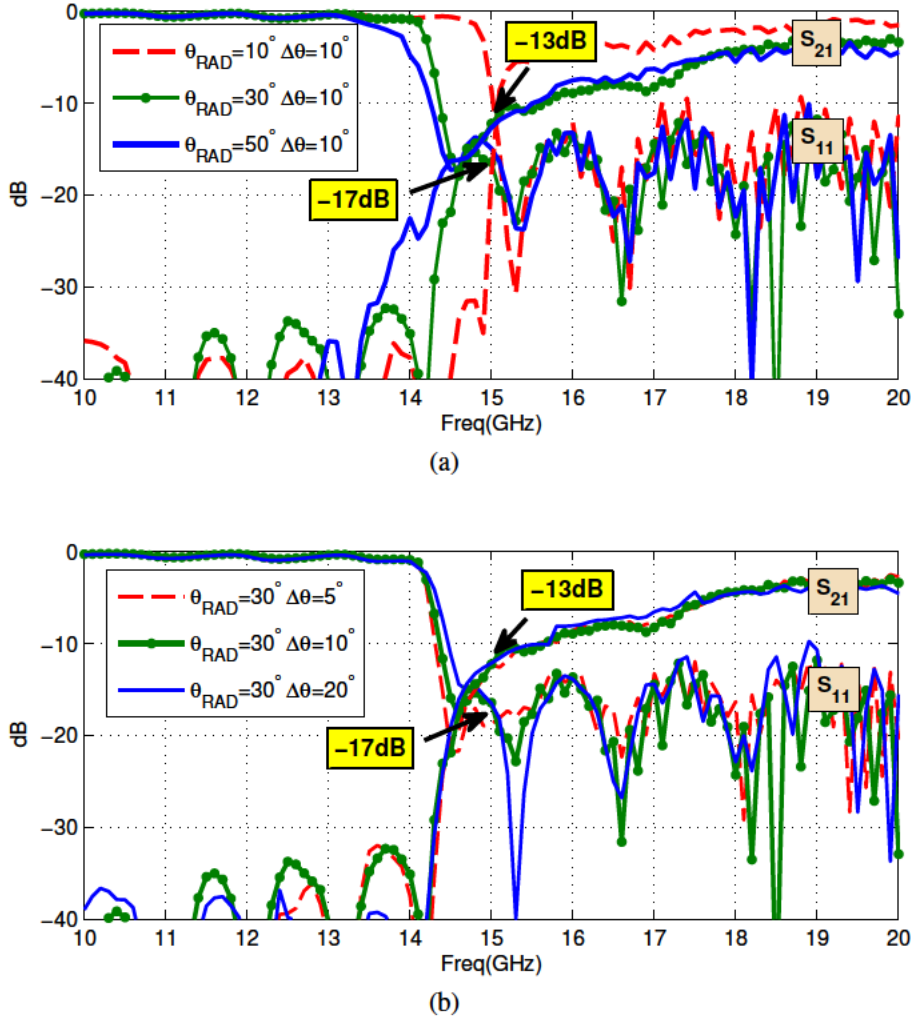 0
−10
−20
−30
−40
dB
θRAD=10° Δθ=10°
θRAD=30° Δθ=10°
θRAD=50° Δθ=10°
−13dB
−17dB
S21
S11
10 11 12 13 14 15 16 17 18 19 20
Freq(GHz)
(a)
0
−10
−20
−30
−40
dB
θRAD=30° Δθ=5°
θRAD=30° Δθ=10°
θRAD=30° Δθ=20°
−13dB
−17dB
S21
S11
10 11 12 13 14 15 16 17 18 19 20
Freq(GHz)
(b)